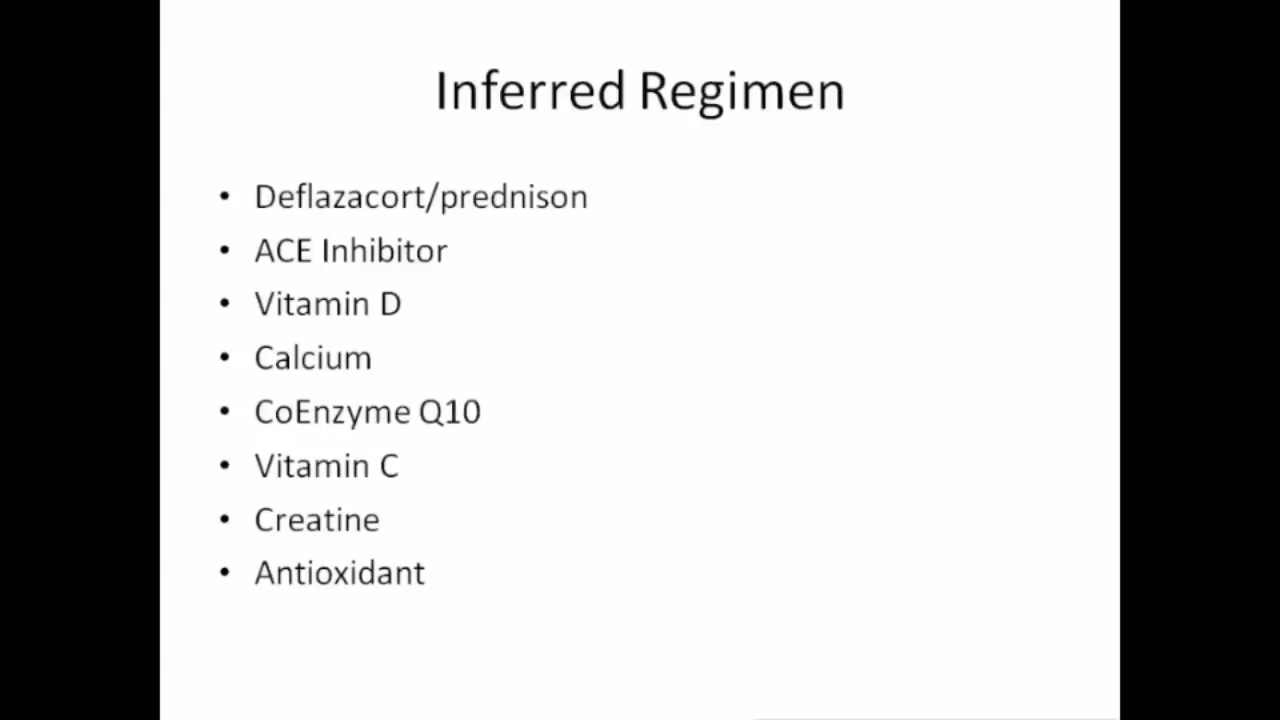 Inferred Regimen
• Deflazacort/prednison
• ACE Inhibitor
• Vitamin D
• Calcium
• CoEnzyme Q10
• Vitamin C
• Creatine
• Antioxidant